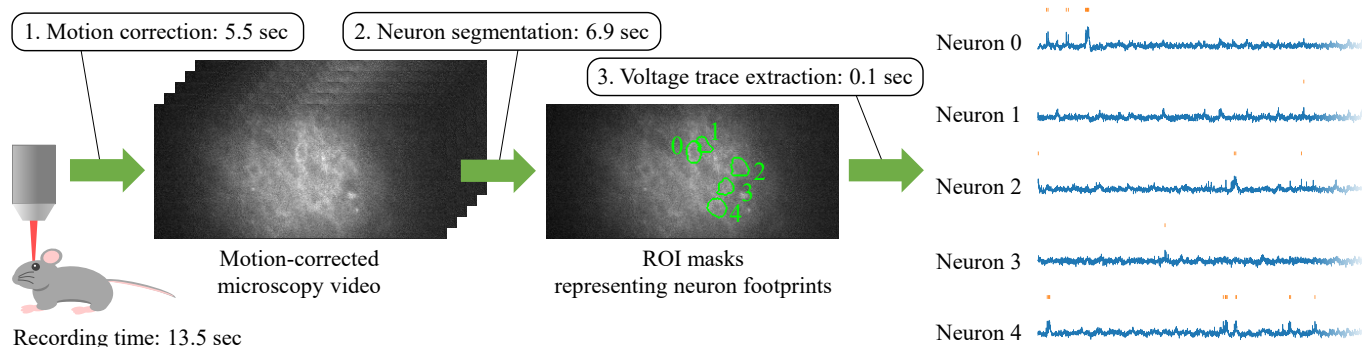 1. Motion correction: 5.5 sec
2. Neuron segmentation: 6.9 sec
3. Voltage trace extraction: 0.1 sec
0
1
2
3
4
Motion-corrected
microscopy video
ROI masks
representing neuron footprints
Recording time: 13.5 sec
Neuron 0
Neuron 1
Neuron 2
Neuron 3
Neuron 4